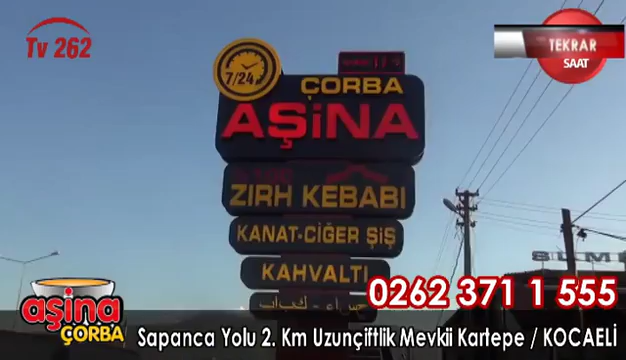 Tv 262
TEKRAR
SAAT
7/24
ÇORBA
AŞİNA
ZIRH KEBABI
KANAT-CİĞER ŞİŞ
KAHVALTI
0262 371 1 555
aşina
ÇORBA
Sapanca Yolu 2. Km Uzunçiftlik Mevkii Kartepe / KOCAELİ